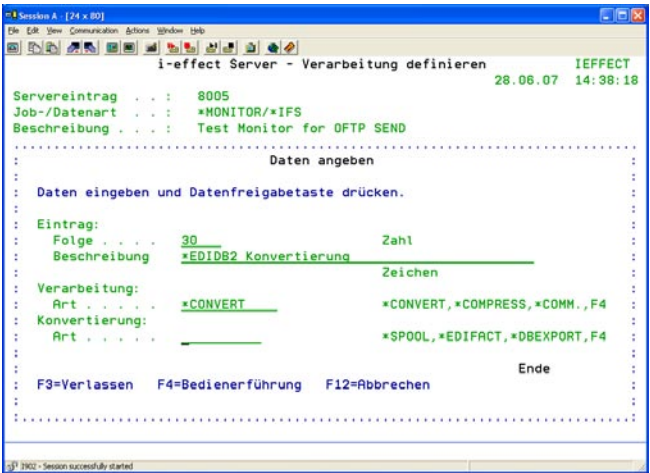 Session A - [24 x 80]
File Edit View Communication Actions Window Help
i-effect Server - Verarbeitung definieren IEFFECT
28.06.07 14:38:18
Servereintrag . . : 8005
Job-/Datenart . . : *MONITOR/*IFS
Beschreibung . . . : Test Monitor for OFTP SEND
Daten angeben
Daten eingeben und Datenfreigabetaste drücken.
Eintrag:
Folge . . . . 30 Zahl
Beschreibung *EDIDB2 Konvertierung
Zeichen
Verarbeitung:
Art . . . . . *CONVERT *CONVERT,*COMPRESS,*COMM.,F4
Konvertierung:
Art . . . . . *SPOOL,*EDIFACT,*DBEXPORT,F4
Ende
F3=Verlassen F4=Bedienerführung F12=Abbrechen
I902 - Session successfully started